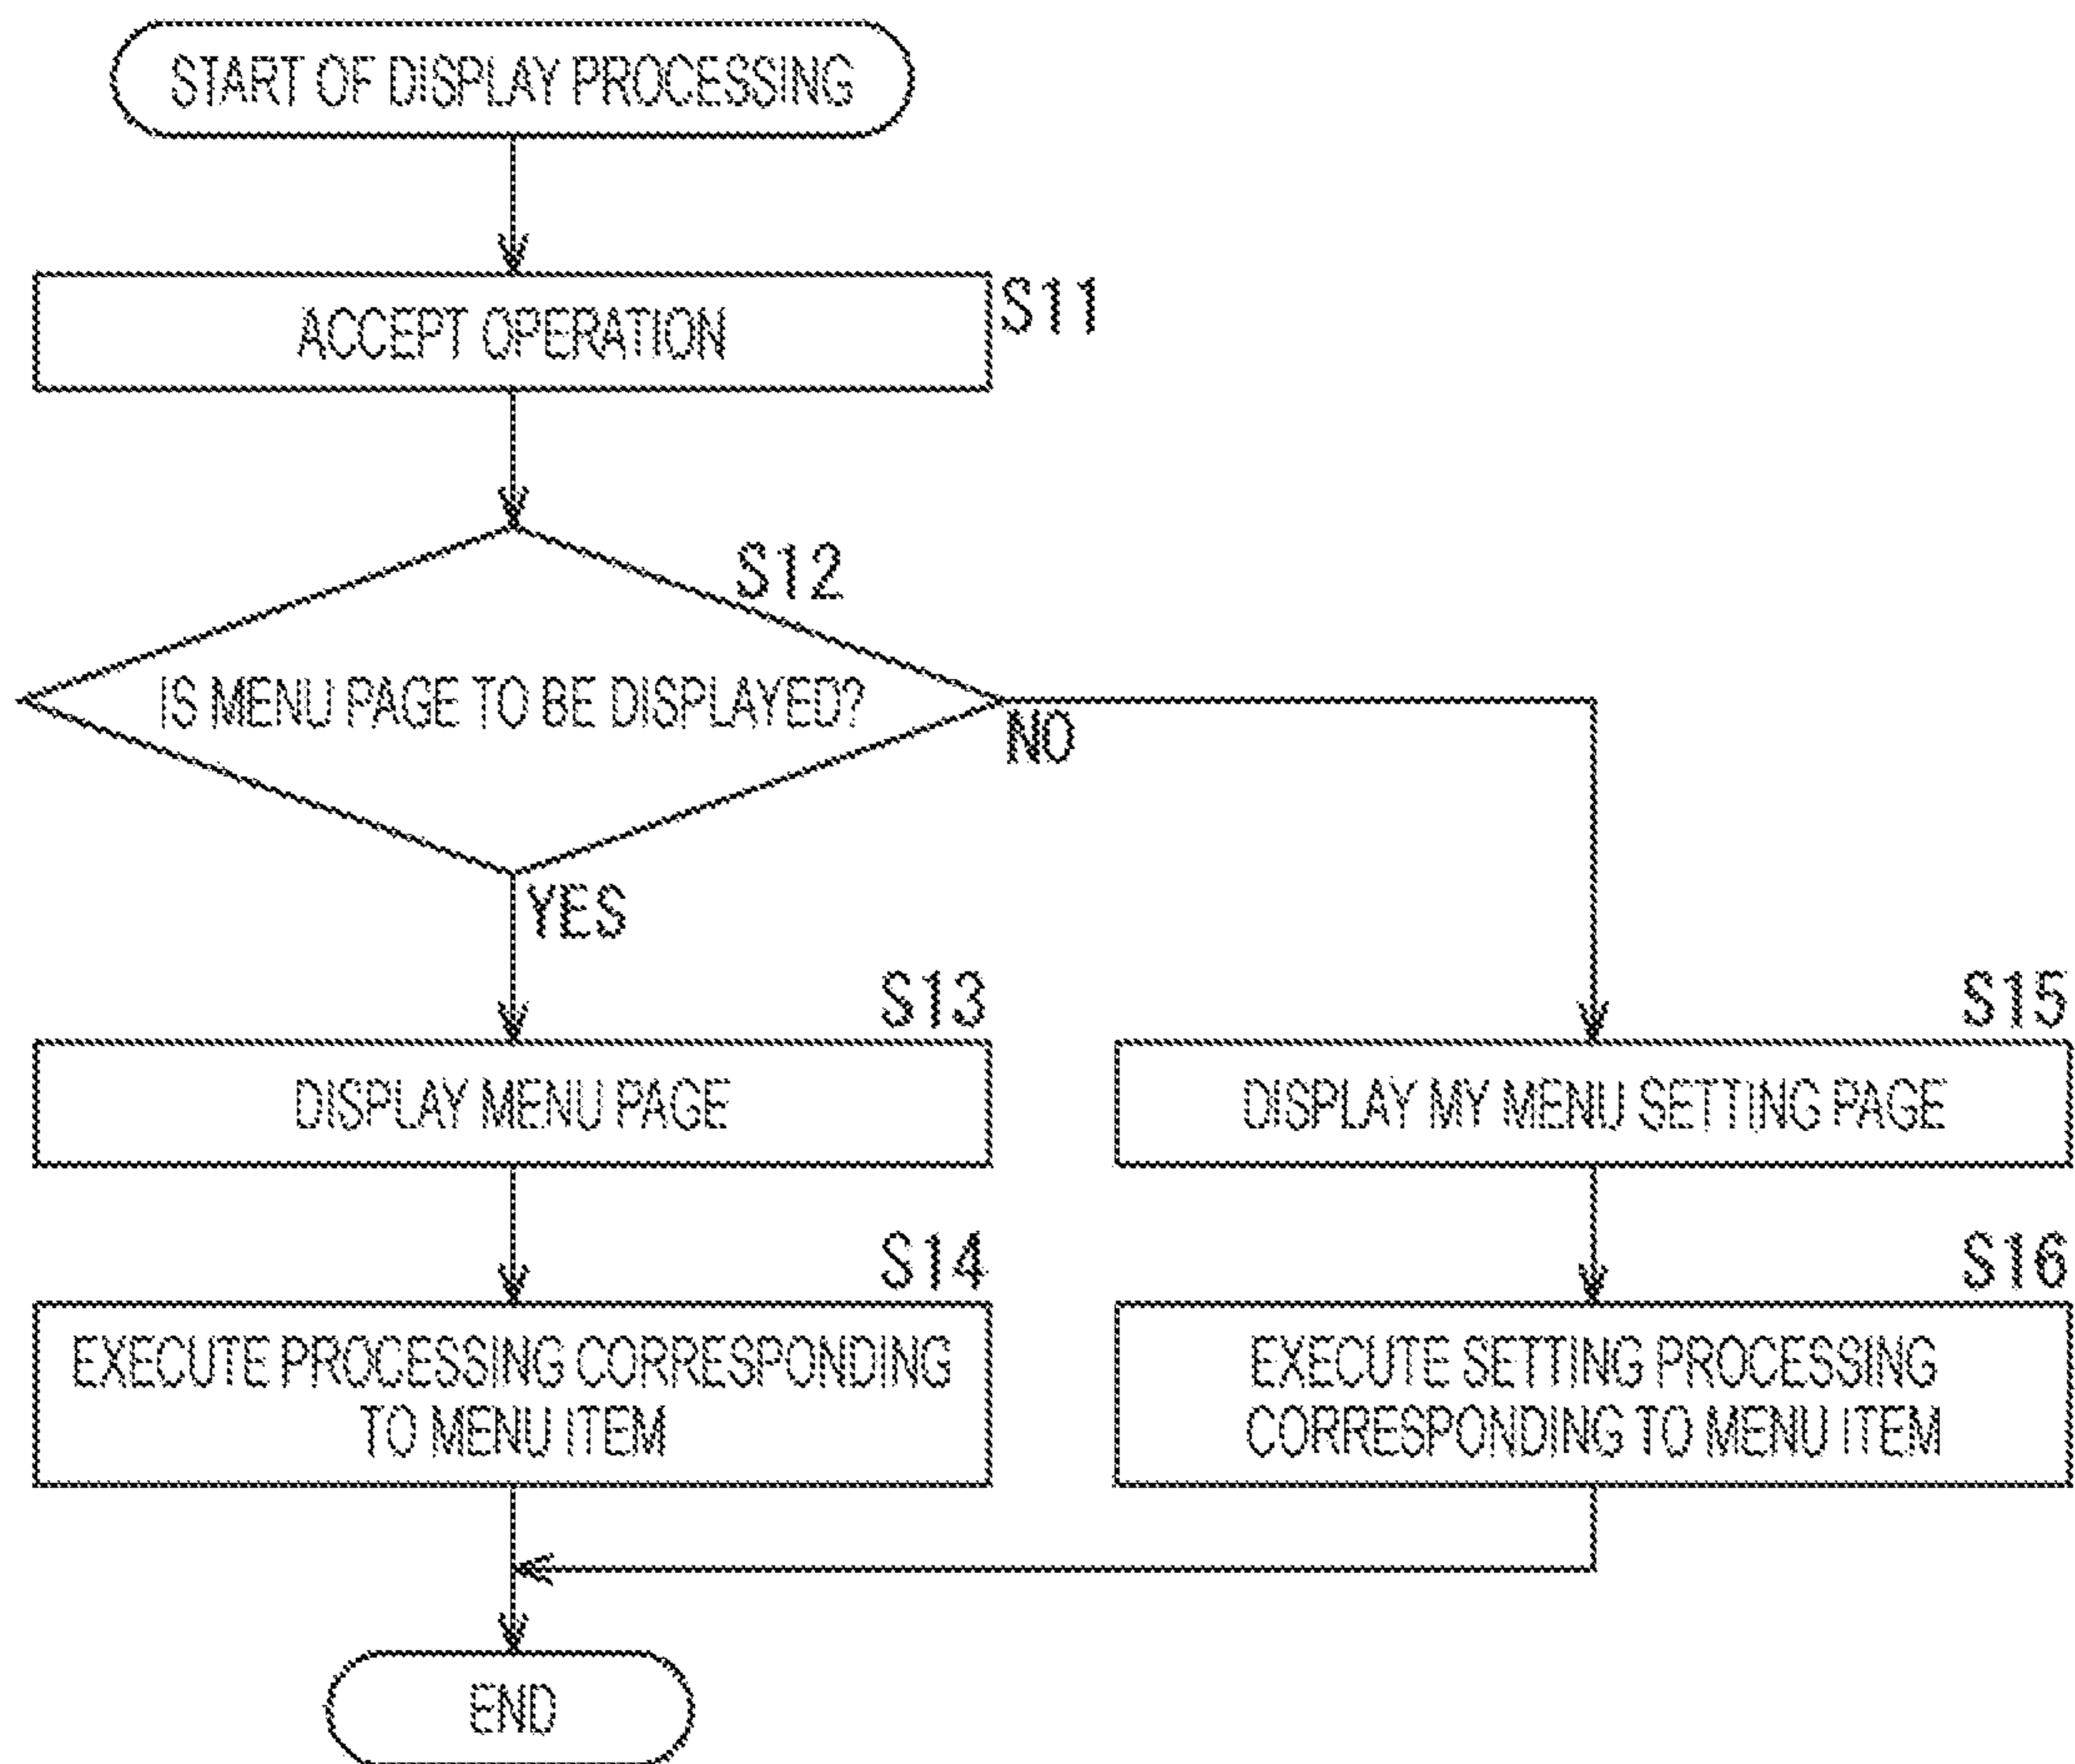 START OF DISPLAY PROCESSING
ACCEPT OPERATION
S11
S12
IS MENU PAGE TO BE DISPLAYED?
NO
YES
S13
DISPLAY MENU PAGE
S15
DISPLAY MY MENU SETTING PAGE
S14
EXECUTE PROCESSING CORRESPONDING
TO MENU ITEM
S16
EXECUTE SETTING PROCESSING
CORRESPONDING TO MENU ITEM
END